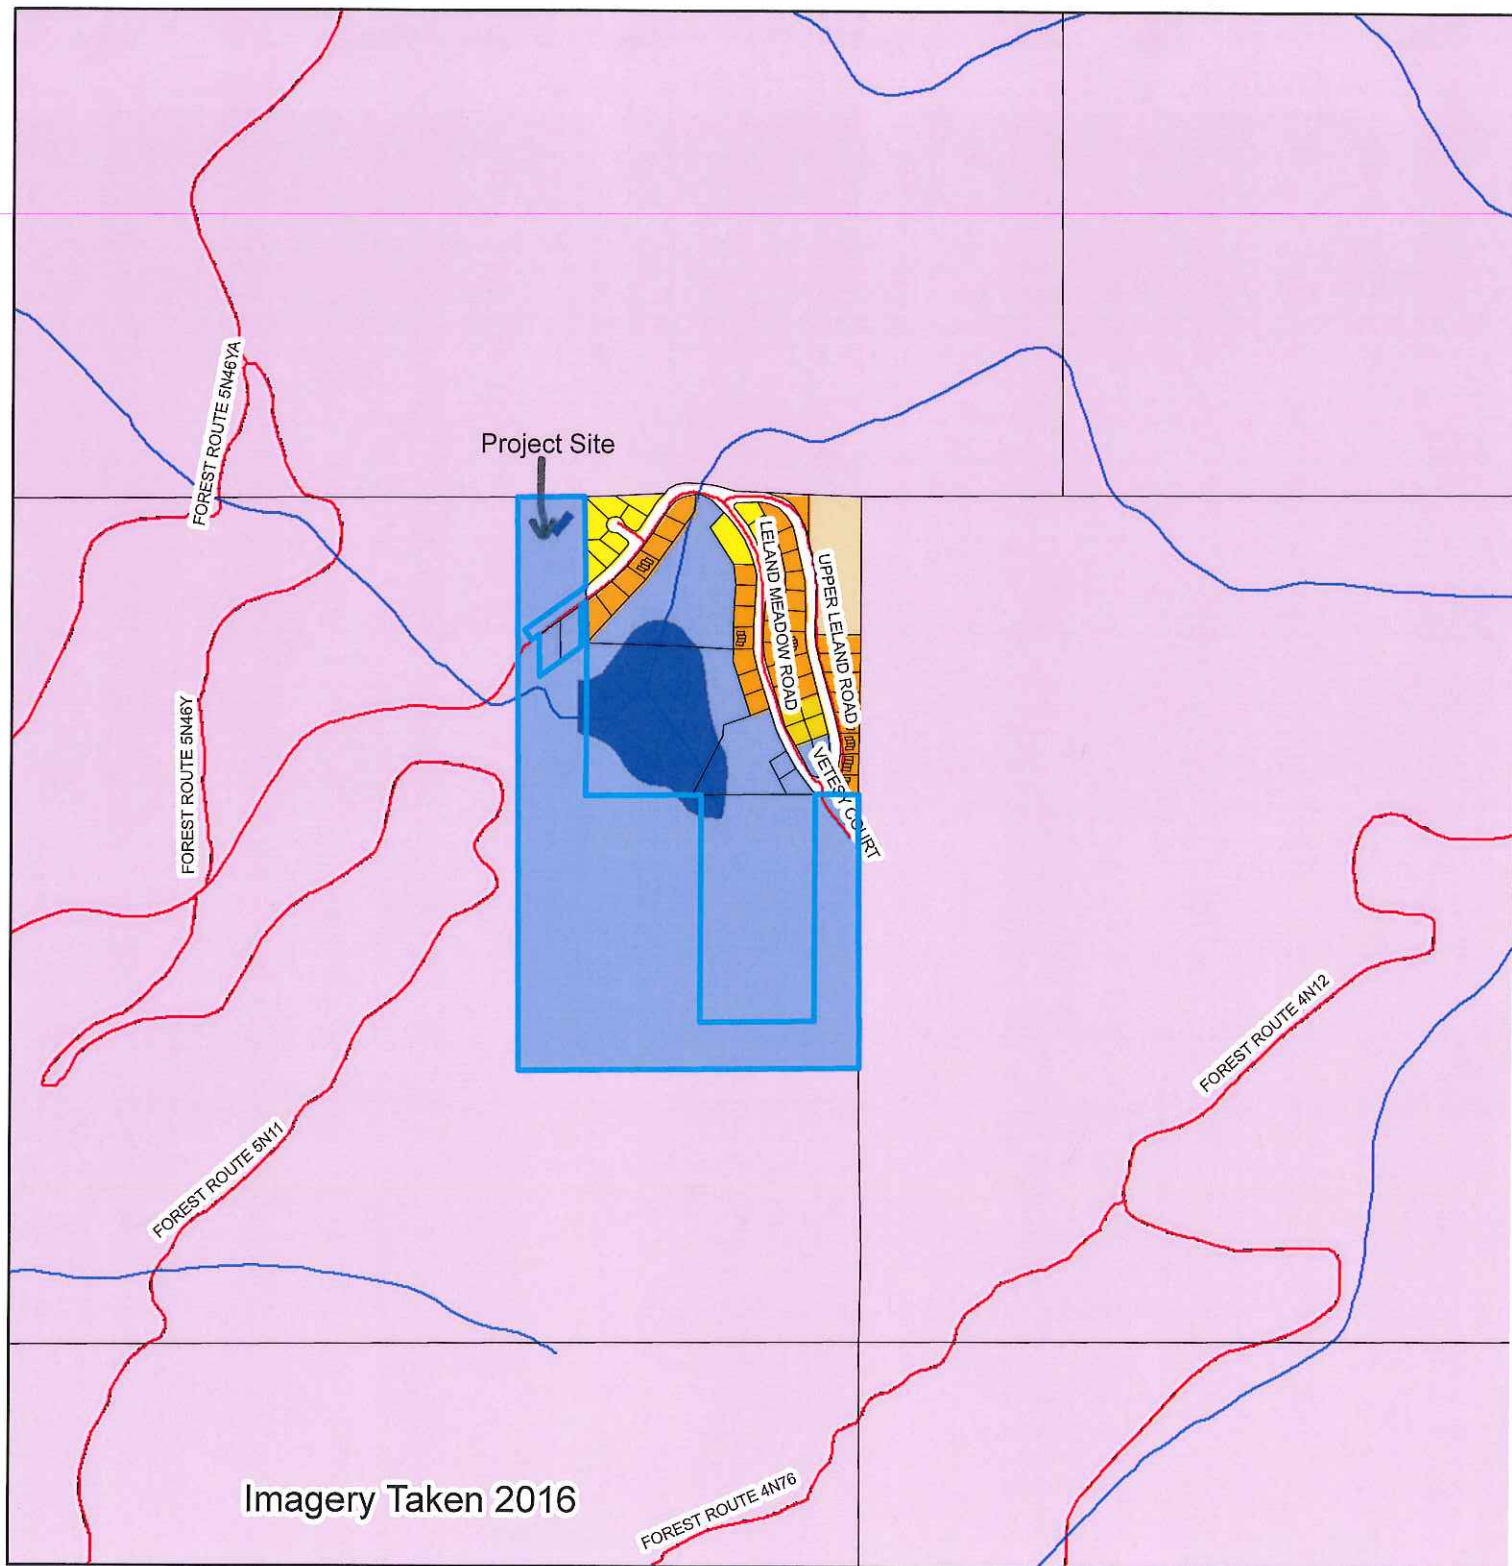 FOREST ROUTE 5N46YA
Project Site
LELAND MEADOW ROAD
UPPER LELAND ROAD
VETESY COURT
FOREST ROUTE 5N46Y
FOREST ROUTE 4N12
FOREST ROUTE 5N11
Imagery Taken 2016
FOREST ROUTE 4N76